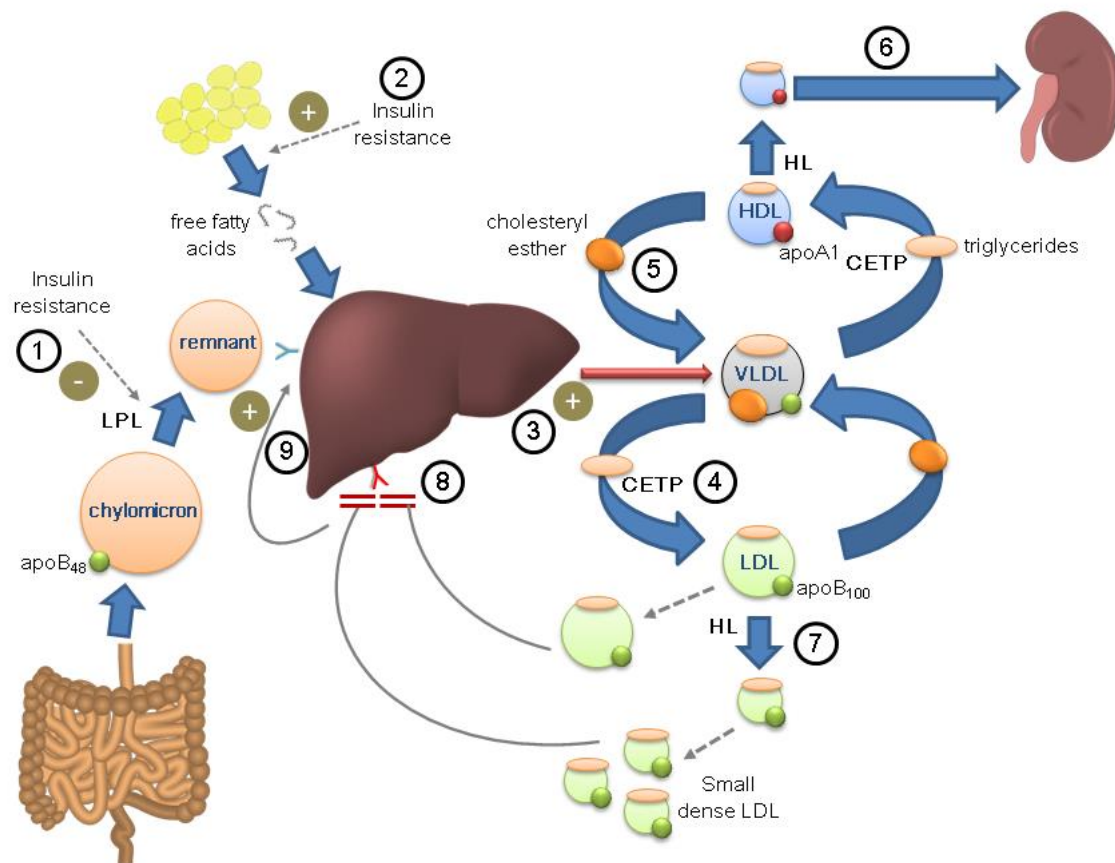 6
2
+
Insulin
resistance
HL
free fatty
acids
cholesteryl
esther
HDL
apoA1
CETP
triglycerides
5
Insulin
resistance
1
-
LPL
remnant
+
9
3
+
VLDL
8
CETP
4
chylomicron
apoB48
LDL
apoB100
HL
7
Small
dense LDL